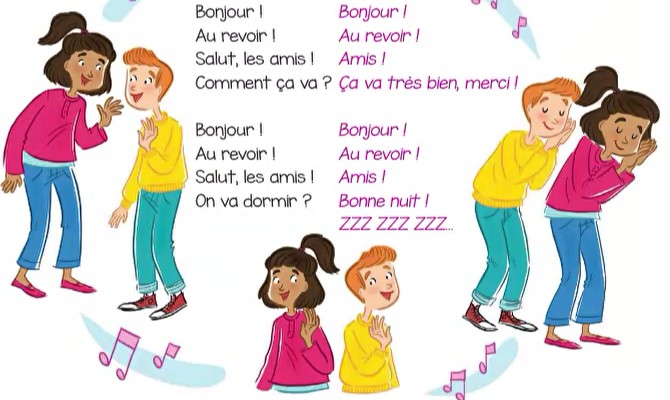 Bonjour ! Bonjour !
Au revoir ! Au revoir !
Salut, les amis ! Amis !
Comment ça va ? Ça va très bien, merci !
Bonjour ! Bonjour !
Au revoir ! Au revoir !
Salut, les amis ! Amis !
On va dormir ? Bonne nuit !
ZZZ ZZZ ZZZ...